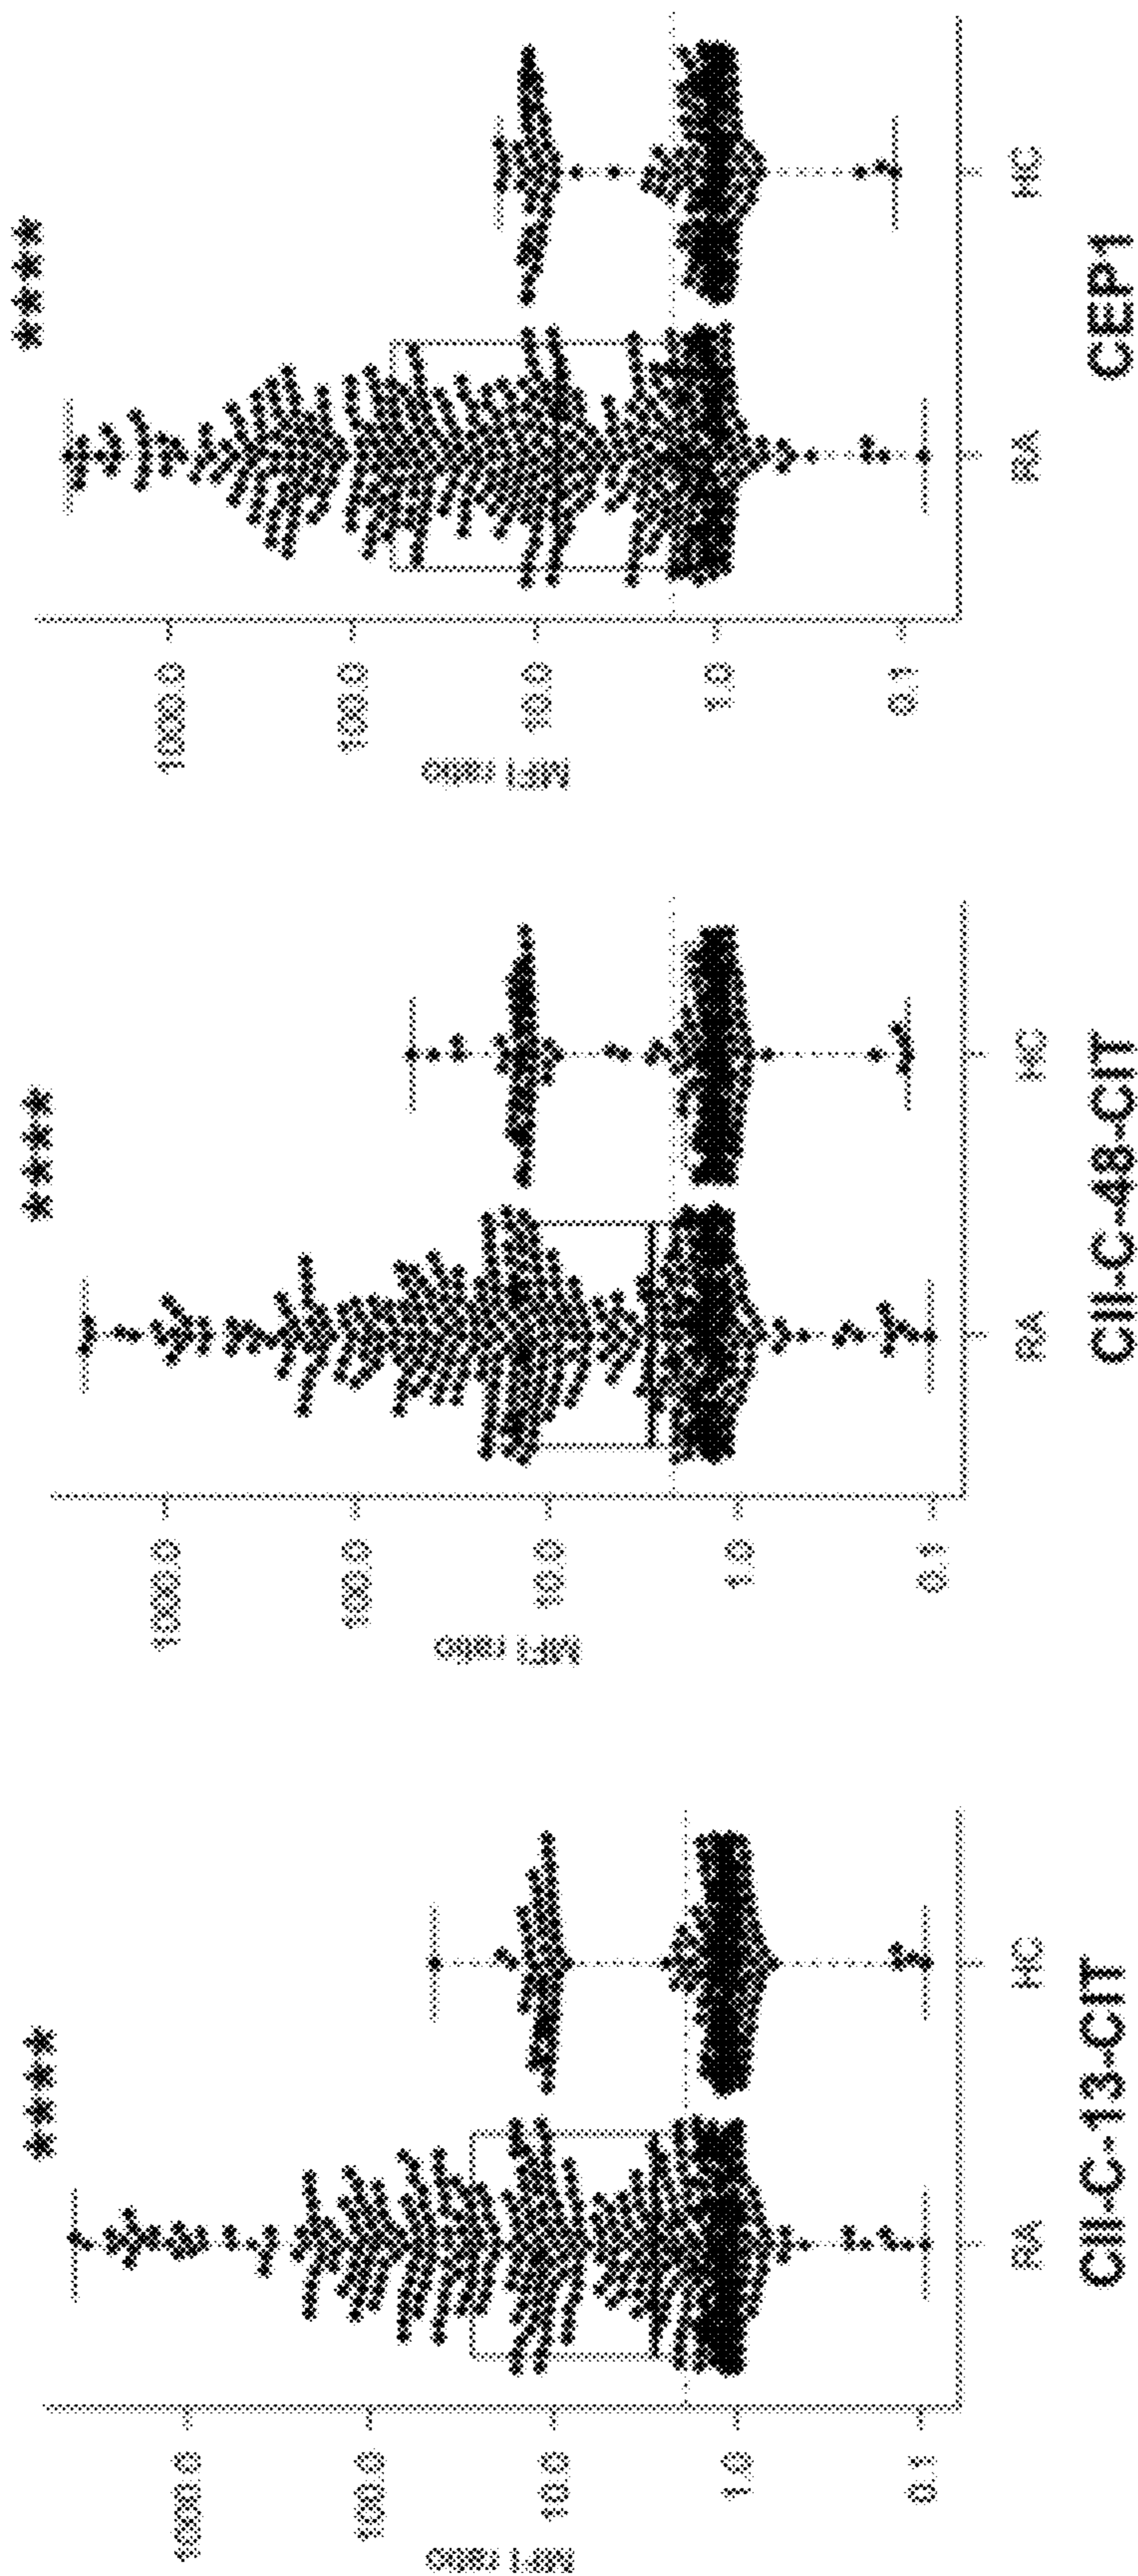 ****
MFI ratio
1000.0
100.0
10.0
1.0
0.1
RA HC
CII-C-13-CIT
****
MFI ratio
1000.0
100.0
10.0
1.0
0.1
RA HC
CII-C-48-CIT
****
MFI ratio
1000.0
100.0
10.0
1.0
0.1
RA HC
CEP1